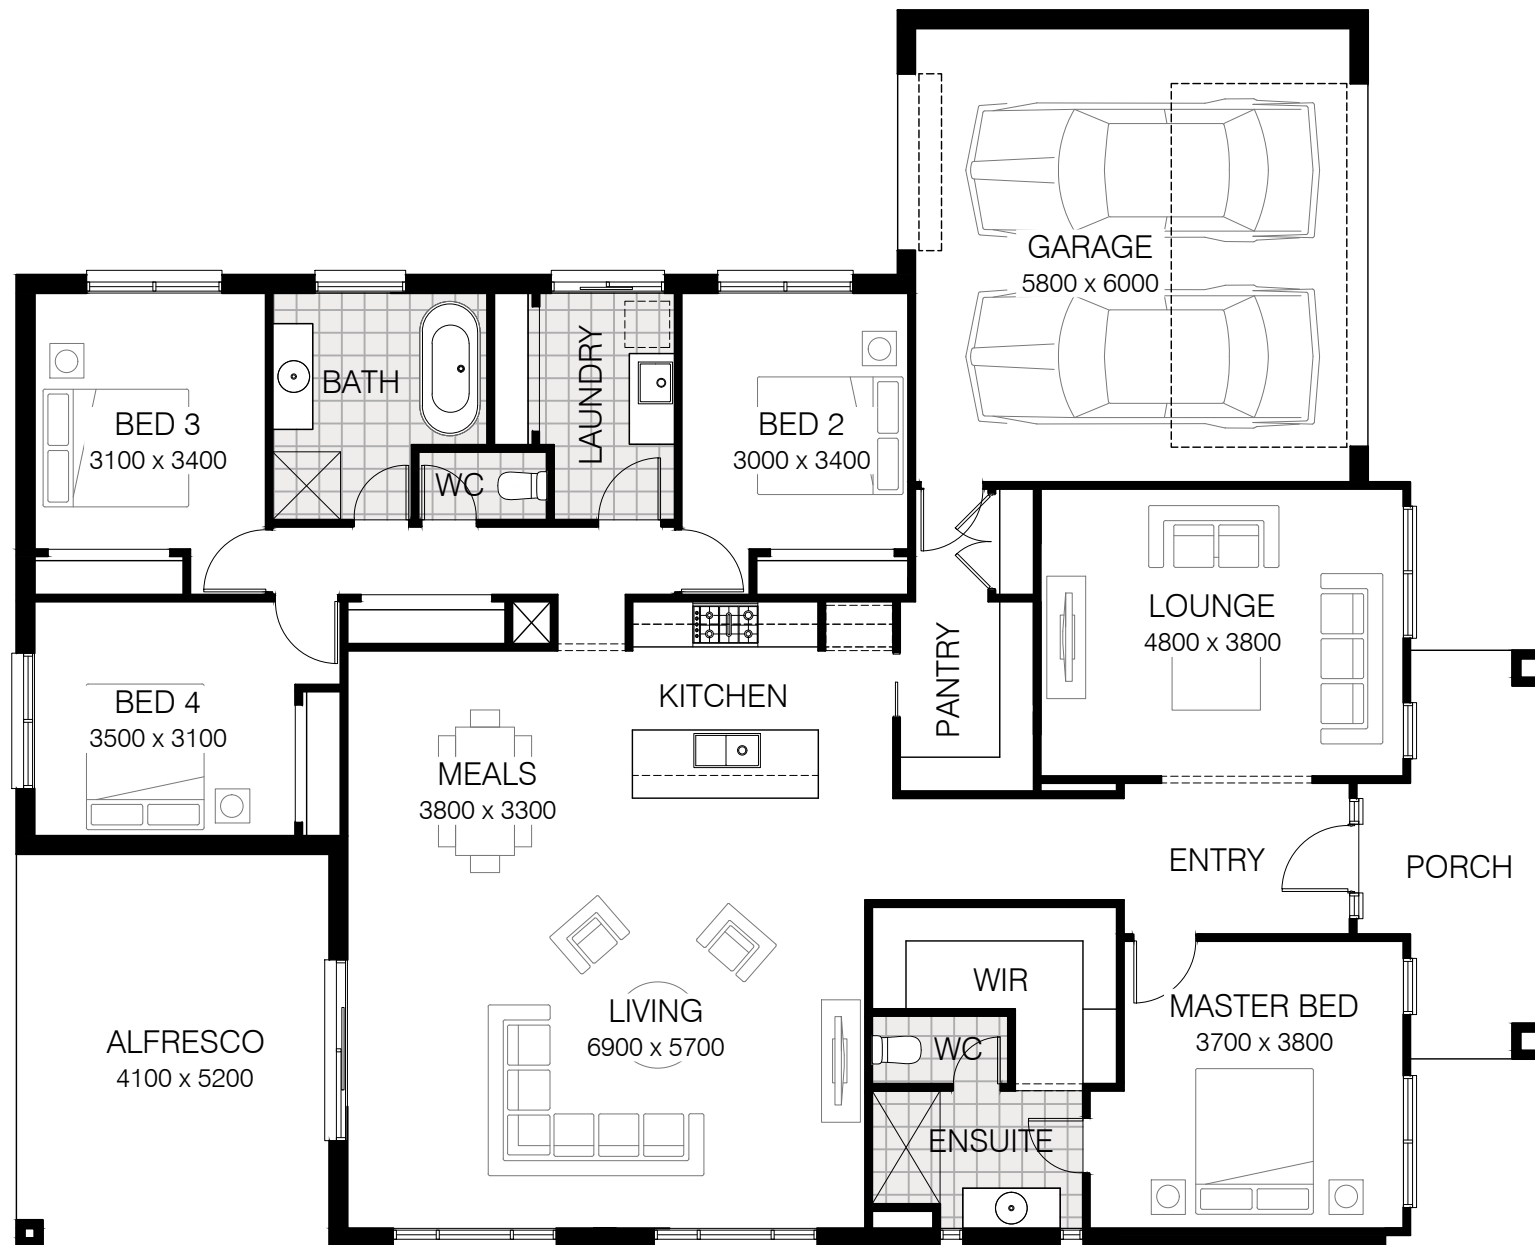 GARAGE
5800 x 6000
BATH
LAUNDRY
BED 3
3100 x 3400
BED 2
3000 x 3400
WC
LOUNGE
4800 x 3800
PANTRY
KITCHEN
BED 4
3500 x 3100
MEALS
3800 x 3300
ENTRY
PORCH
WIR
LIVING
6900 x 5700
MASTER BED
3700 x 3800
ALFRESCO
4100 x 5200
WC
ENSUITE